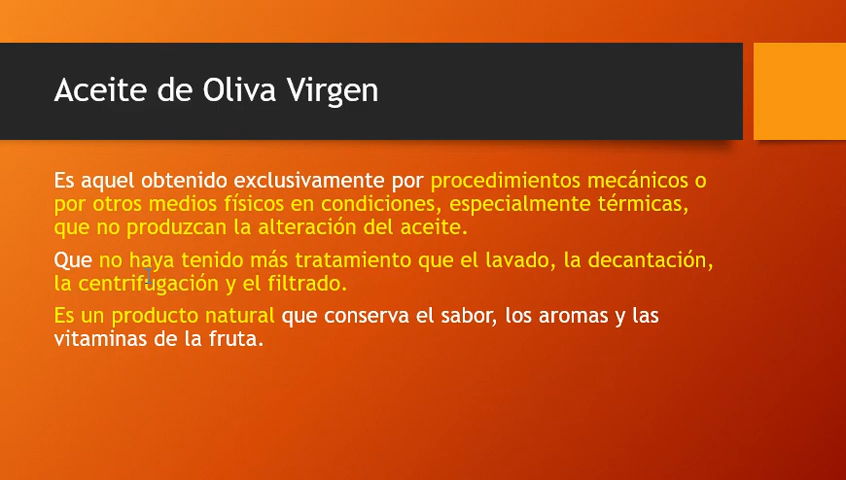 Aceite de Oliva Virgen
Es aquel obtenido exclusivamente por procedimientos mecánicos o
por otros medios físicos en condiciones, especialmente térmicas,
que no produzcan la alteración del aceite.
Que no haya tenido más tratamiento que el lavado, la decantación,
la centrifugación y el filtrado.
Es un producto natural que conserva el sabor, los aromas y las
vitaminas de la fruta.